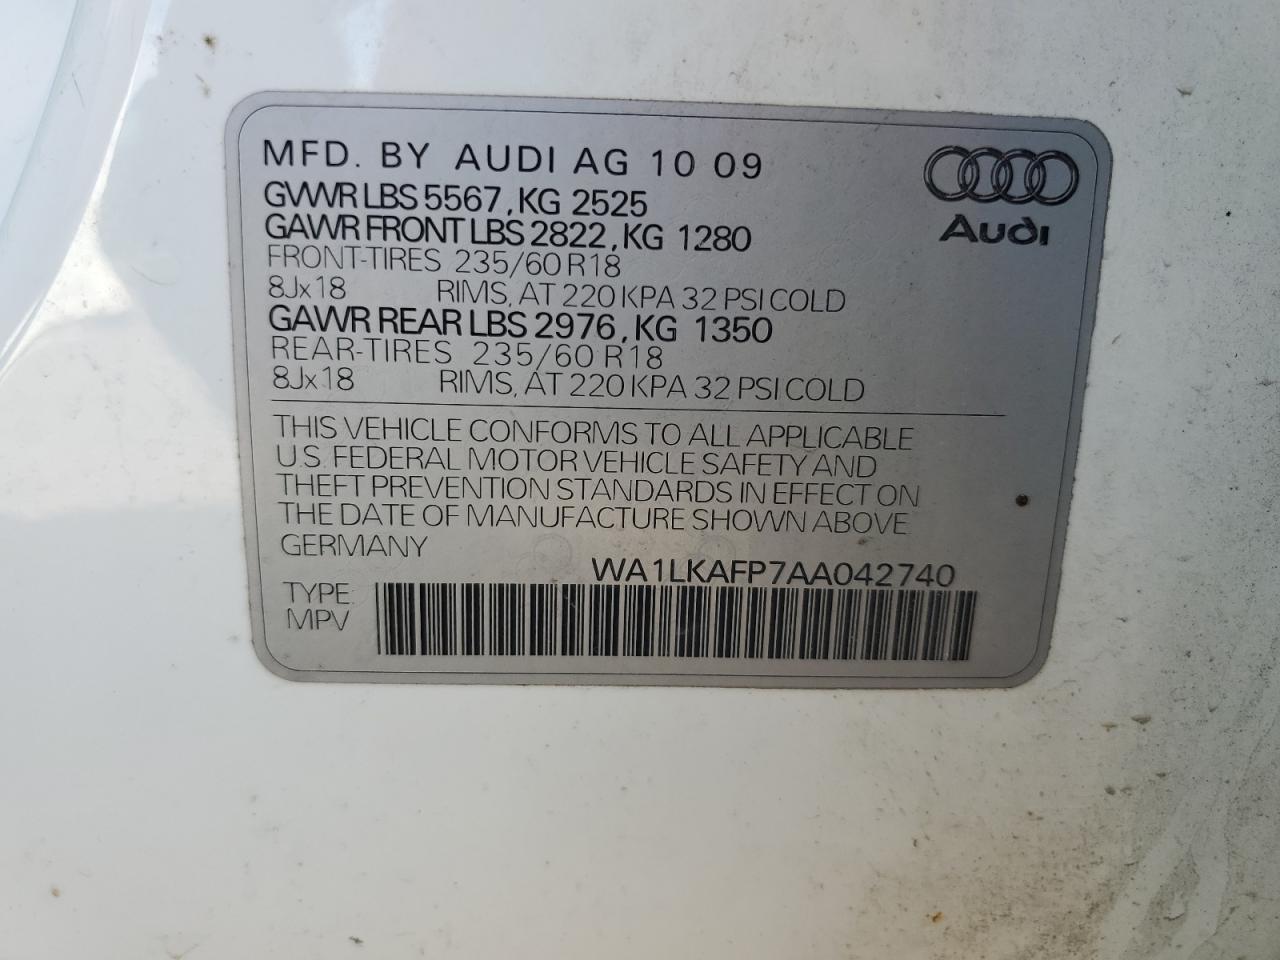 MFD. BY AUDI AG 10 09
Audi
GVWR LBS 5567, KG 2525
GAWR FRONT LBS 2822, KG 1280
FRONT-TIRES 235/60 R18
8Jx18 RIMS, AT 220 KPA 32 PSI COLD
GAWR REAR LBS 2976, KG 1350
REAR-TIRES 235/60 R18
8Jx18 RIMS, AT 220 KPA 32 PSI COLD
THIS VEHICLE CONFORMS TO ALL APPLICABLE
U.S. FEDERAL MOTOR VEHICLE SAFETY AND
THEFT PREVENTION STANDARDS IN EFFECT ON
THE DATE OF MANUFACTURE SHOWN ABOVE
GERMANY
WA1LKAFP7AA042740
TYPE:
MPV